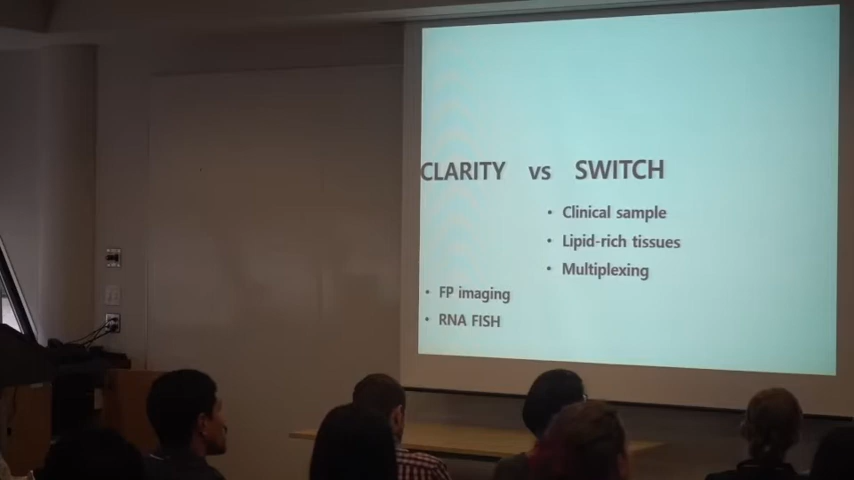 CLARITY vs SWITCH
• Clinical sample
• Lipid-rich tissues
• Multiplexing
• FP imaging
• RNA FISH